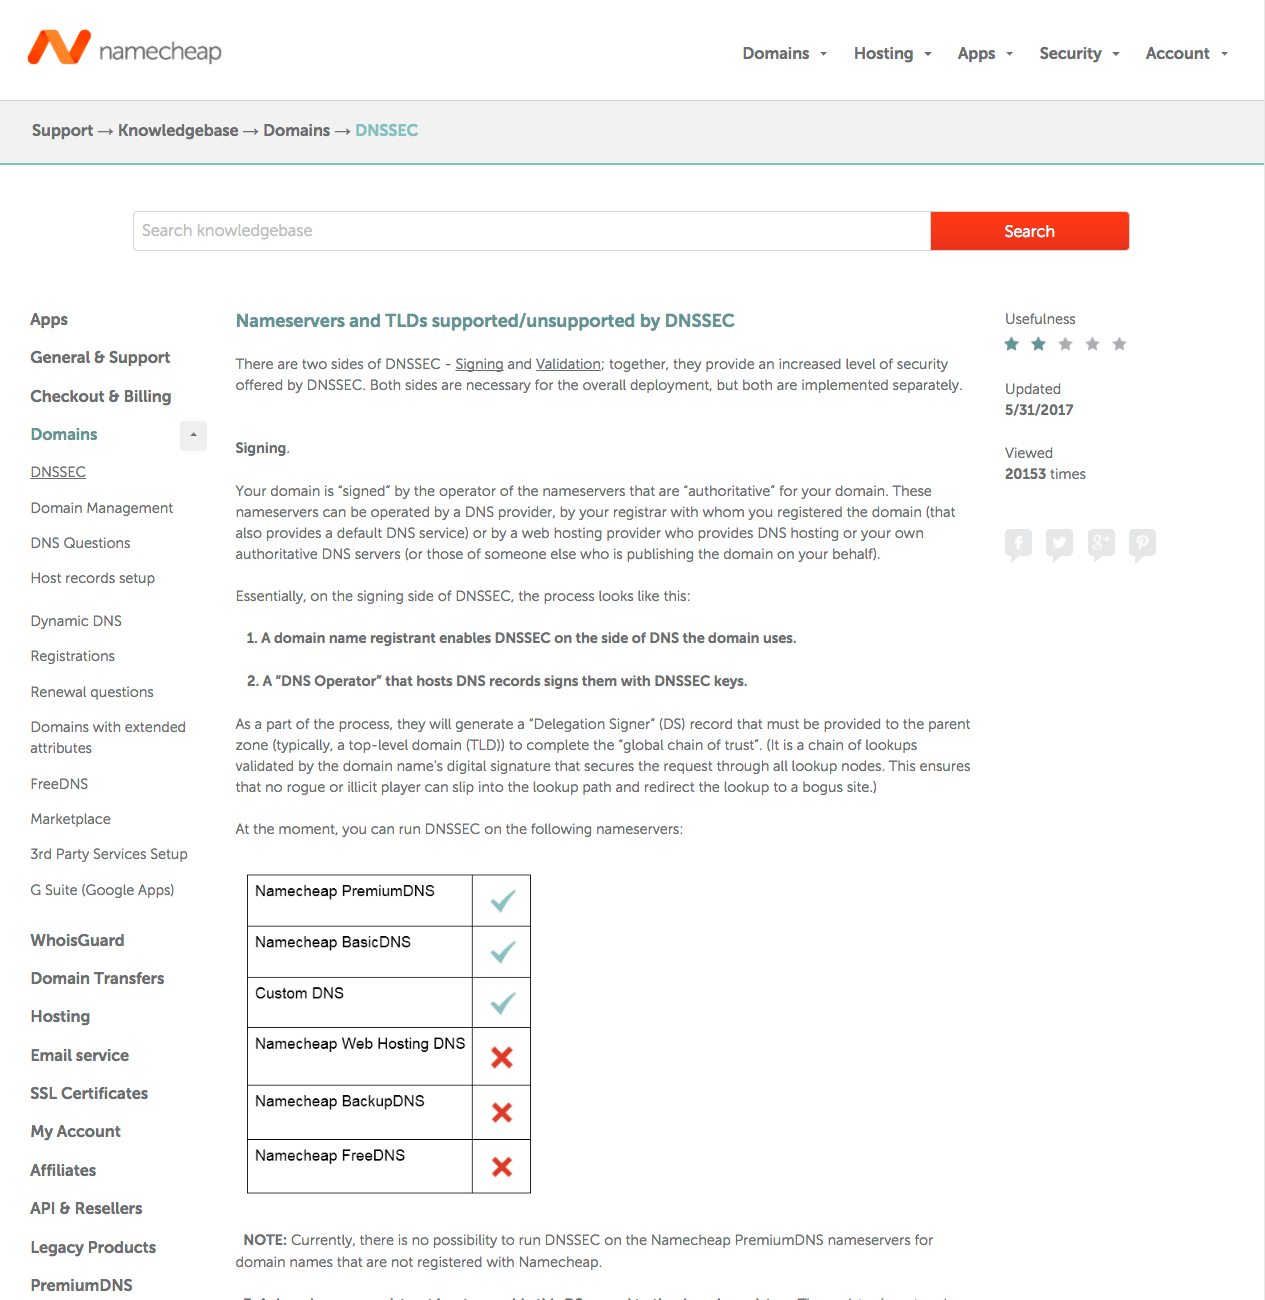 namecheap
Domains Hosting Apps Security Account
Support → Knowledgebase → Domains → DNSSEC
Search knowledgebase
Search
Apps
General & Support
Checkout & Billing
Domains
DNSSEC
Domain Management
DNS Questions
Host records setup
Dynamic DNS
Registrations
Renewal questions
Domains with extended
attributes
FreeDNS
Marketplace
3rd Party Services Setup
G Suite (Google Apps)
WhoisGuard
Domain Transfers
Hosting
Email service
SSL Certificates
My Account
Affiliates
API & Resellers
Legacy Products
PremiumDNS
Nameservers and TLDs supported/unsupported by DNSSEC
There are two sides of DNSSEC - Signing and Validation; together, they provide an increased level of security
offered by DNSSEC. Both sides are necessary for the overall deployment, but both are implemented separately.
Signing.
Your domain is “signed” by the operator of the nameservers that are “authoritative” for your domain. These
nameservers can be operated by a DNS provider, by your registrar with whom you registered the domain (that
also provides a default DNS service) or by a web hosting provider who provides DNS hosting or your own
authoritative DNS servers (or those of someone else who is publishing the domain on your behalf).
Essentially, on the signing side of DNSSEC, the process looks like this:
1. A domain name registrant enables DNSSEC on the side of DNS the domain uses.
2. A “DNS Operator” that hosts DNS records signs them with DNSSEC keys.
As a part of the process, they will generate a “Delegation Signer” (DS) record that must be provided to the parent
zone (typically, a top-level domain (TLD)) to complete the “global chain of trust”. (It is a chain of lookups
validated by the domain name's digital signature that secures the request through all lookup nodes. This ensures
that no rogue or illicit player can slip into the lookup path and redirect the lookup to a bogus site.)
At the moment, you can run DNSSEC on the following nameservers:
Namecheap PremiumDNS
Namecheap BasicDNS
Custom DNS
Namecheap Web Hosting DNS
Namecheap BackupDNS
Namecheap FreeDNS
NOTE: Currently, there is no possibility to run DNSSEC on the Namecheap PremiumDNS nameservers for
domain names that are not registered with Namecheap.
Usefulness
Updated
5/31/2017
Viewed
20153 times